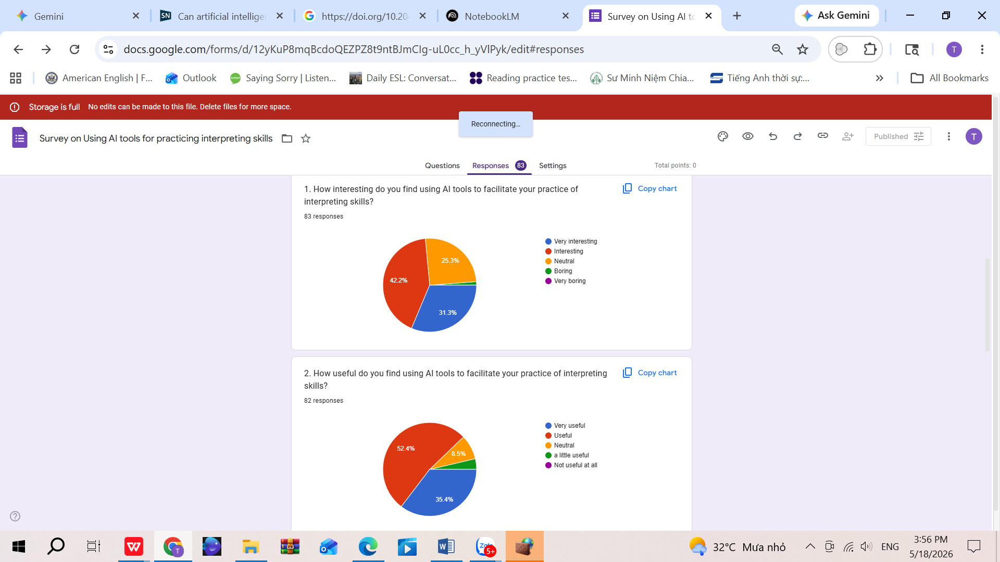 Gemini
SN Can artificial intellige
https://doi.org/10.20
NotebookLM
Survey on Using AI to
Ask Gemini
docs.google.com/forms/d/12yKuP8mqBcdoQEZPZ8t9ntBJmCIg-uL0cc_h_yVlPyk/edit#responses
T
American English | F...
Outlook
Saying Sorry | Listen...
Daily ESL: Conversat...
Reading practice tes...
Sư Minh Niệm Chia...
Tiếng Anh thời sự:...
All Bookmarks
Storage is full No edits can be made to this file. Delete files for more space.
Reconnecting...
Survey on Using AI tools for practicing interpreting skills
Published
T
Questions
Responses 83
Settings
Total points: 0
1. How interesting do you find using AI tools to facilitate your practice of
interpreting skills?
Copy chart
83 responses
Very interesting
Interesting
Neutral
Boring
Very boring
25.3%
42.2%
31.3%
2. How useful do you find using AI tools to facilitate your practice of interpreting
skills?
Copy chart
82 responses
Very useful
Useful
Neutral
a little useful
Not useful at all
52.4%
8.5%
35.4%
T
5+
32°C Mưa nhỏ
ENG
3:56 PM
5/18/2026